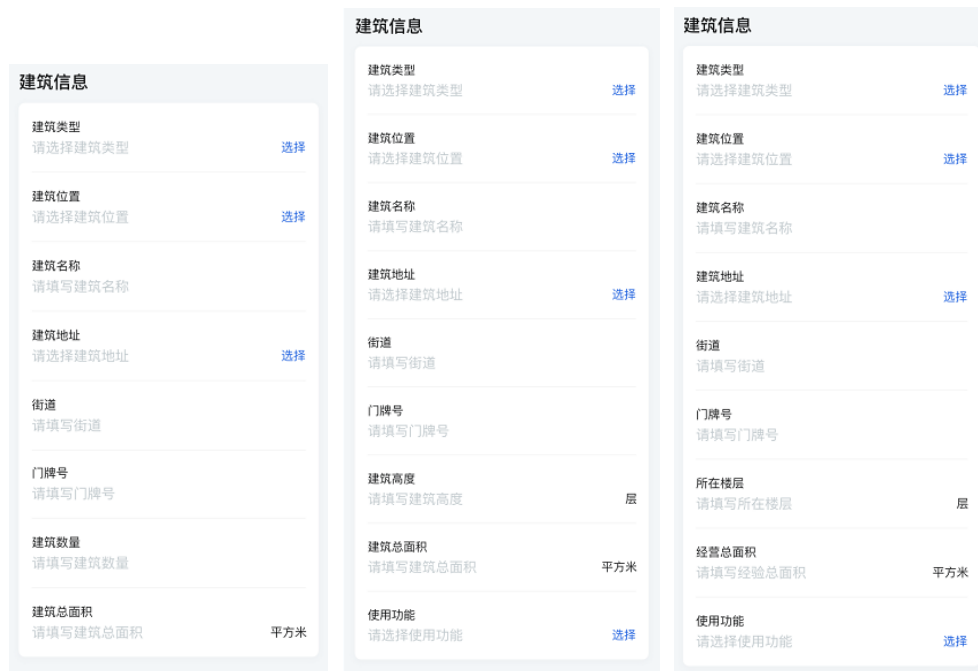 建筑信息
建筑类型
请选择建筑类型
选择
建筑位置
请选择建筑位置
选择
建筑名称
请填写建筑名称
建筑地址
请选择建筑地址
选择
街道
请填写街道
门牌号
请填写门牌号
建筑数量
请填写建筑数量
建筑总面积
请填写建筑总面积
平方米
建筑信息
建筑类型
请选择建筑类型
选择
建筑位置
请选择建筑位置
选择
建筑名称
请填写建筑名称
建筑地址
请选择建筑地址
选择
街道
请填写街道
门牌号
请填写门牌号
建筑高度
请填写建筑高度
层
建筑总面积
请填写建筑总面积
平方米
使用功能
请选择使用功能
选择
建筑信息
建筑类型
请选择建筑类型
选择
建筑位置
请选择建筑位置
选择
建筑名称
请填写建筑名称
建筑地址
请选择建筑地址
选择
街道
请填写街道
门牌号
请填写门牌号
所在楼层
请填写所在楼层
层
经营总面积
请填写经验总面积
平方米
使用功能
请选择使用功能
选择